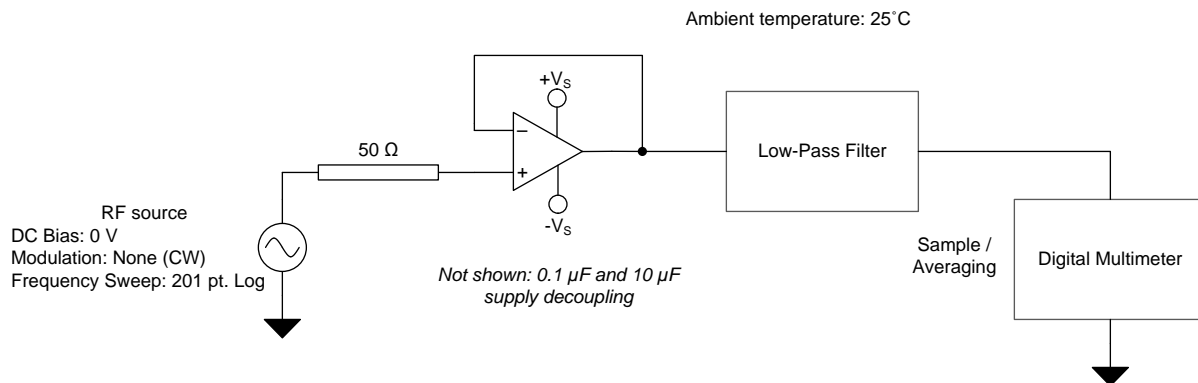 Ambient temperature: 25˚C
+VS
−
50 Ω
+
Low-Pass Filter
RF source
DC Bias: 0 V
Modulation: None (CW)
Frequency Sweep: 201 pt. Log
-VS
Not shown: 0.1 µF and 10 µF
supply decoupling
Sample /
Averaging
Digital Multimeter